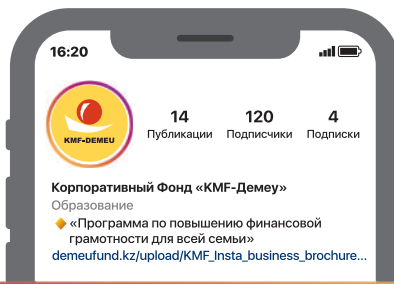 16:20
KMF-DEMEU
14 120 4
Публикации Подписчики Подписки
Корпоративный Фонд «KMF-Демеу»
Образование
«Программа по повышению финансовой
грамотности для всей семьи»
demeufund.kz/upload/KMF_Insta_business_brochure...